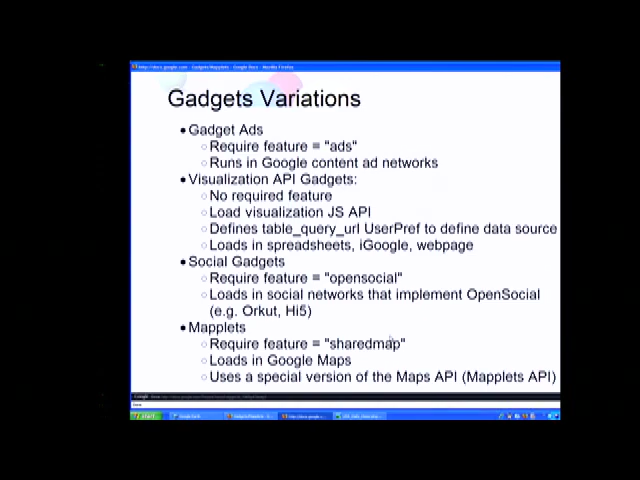 Gadgets Variations
Gadget Ads
Require feature = "ads"
Runs in Google content ad networks
Visualization API Gadgets:
No required feature
Load visualization JS API
Defines table_query_url UserPref to define data source
Loads in spreadsheets, iGoogle, webpage
Social Gadgets
Require feature = "opensocial"
Loads in social networks that implement OpenSocial
(e.g. Orkut, Hi5)
Mapplets
Require feature = "sharedmap"
Loads in Google Maps
Uses a special version of the Maps API (Mapplets API)
start